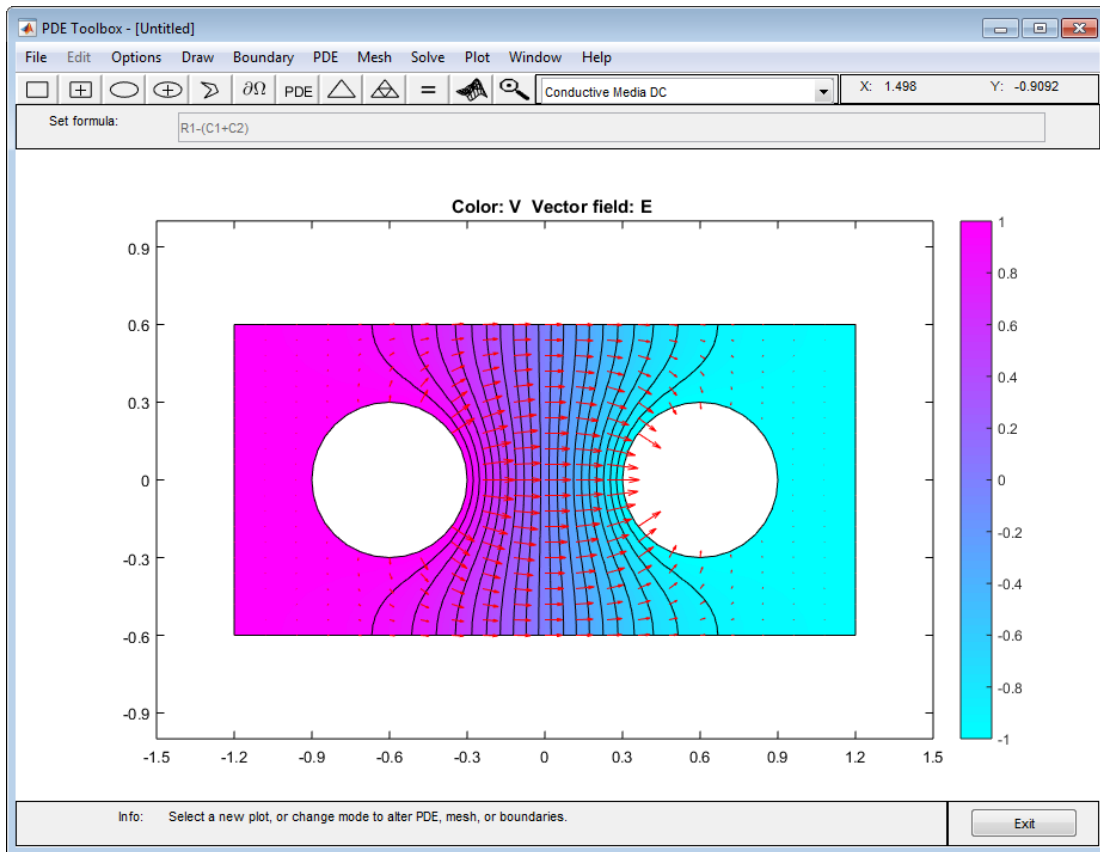 PDE Toolbox - [Untitled]
File Edit Options Draw Boundary PDE Mesh Solve Plot Window Help
∂Ω PDE = Conductive Media DC X: 1.498 Y: -0.9092
Set formula: R1-(C1+C2)
Color: V Vector field: E
0.9
0.6
0.3
0
-0.3
-0.6
-0.9
-1.5 -1.2 -0.9 -0.6 -0.3 0 0.3 0.6 0.9 1.2 1.5
1
0.8
0.6
0.4
0.2
0
-0.2
-0.4
-0.6
-0.8
-1
Info: Select a new plot, or change mode to alter PDE, mesh, or boundaries.
Exit